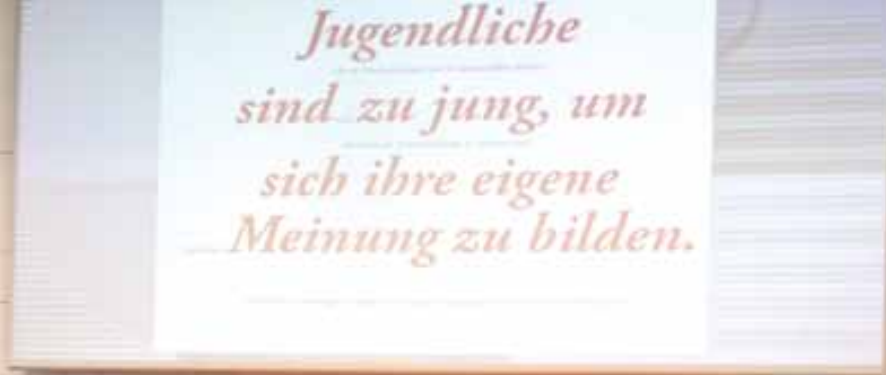 Jugendliche
sind zu jung, um
sich ihre eigene
Meinung zu bilden.